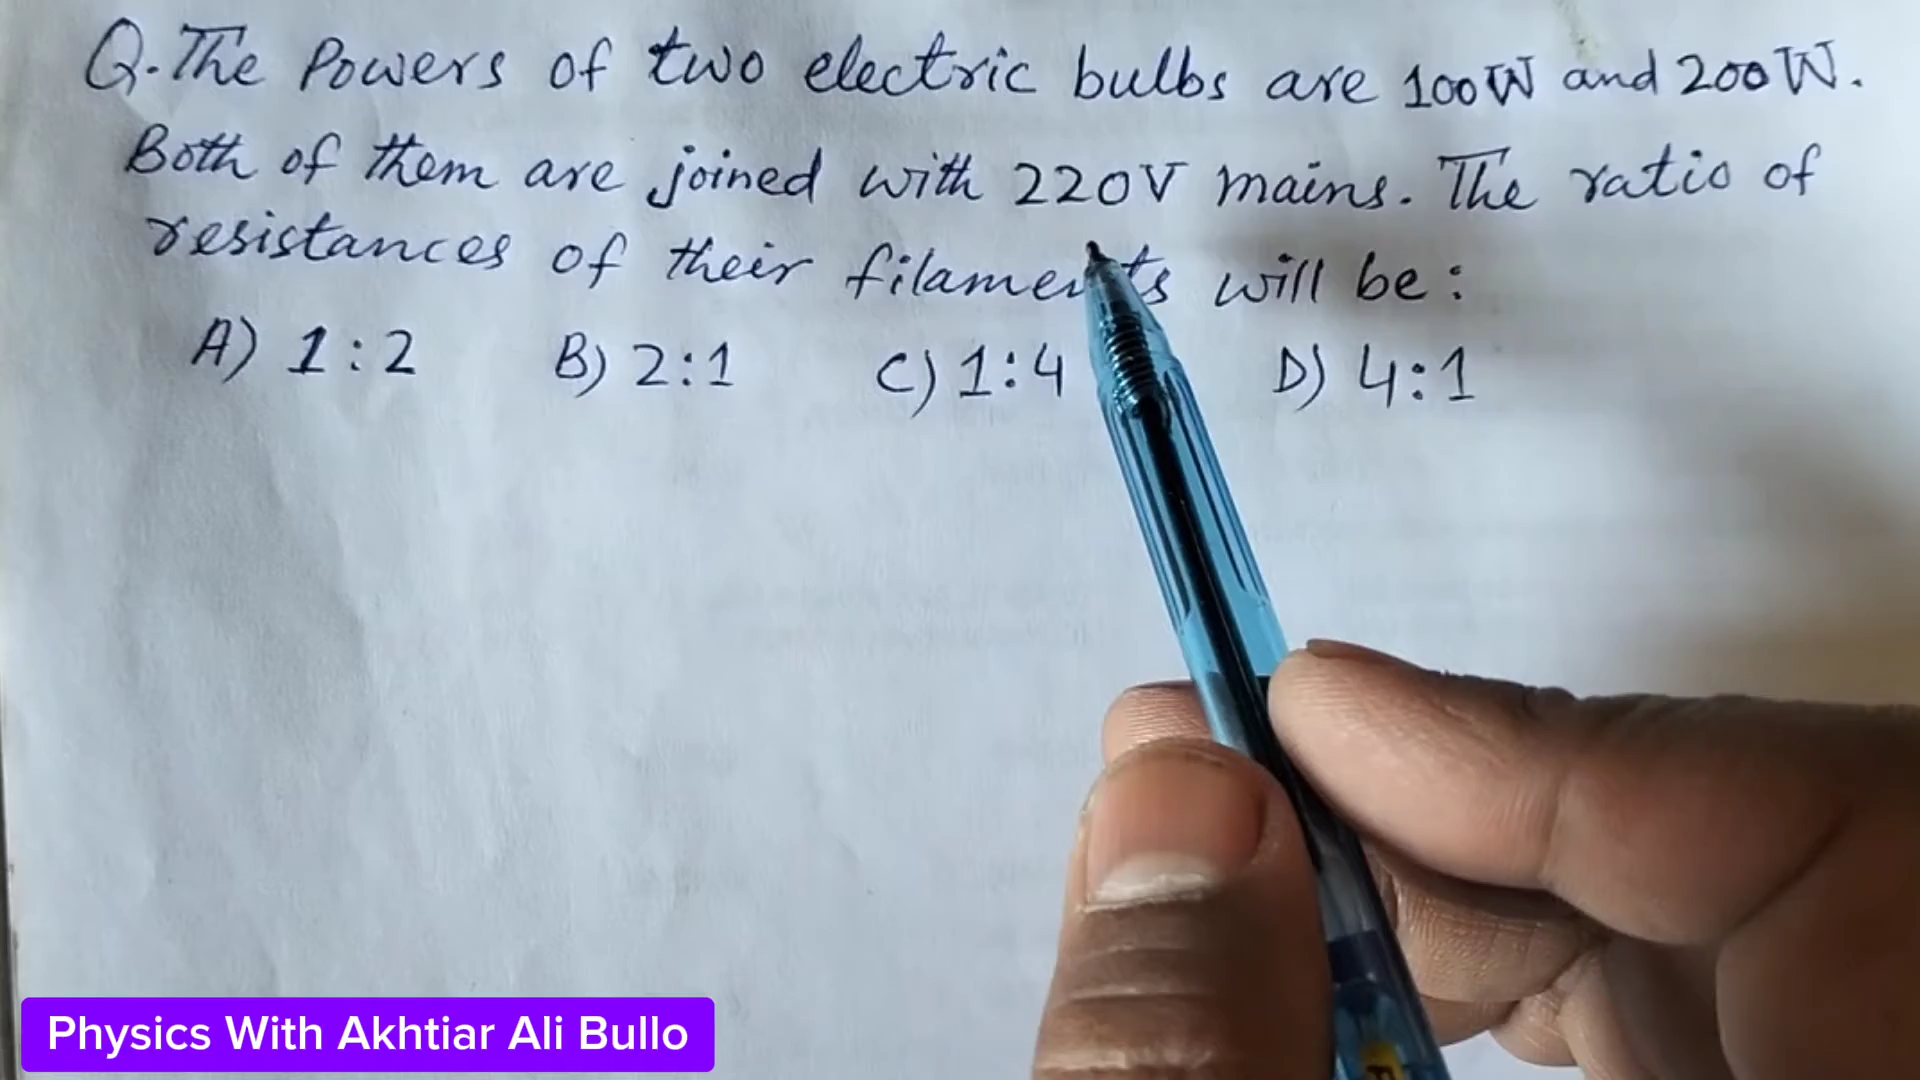 Q. The Powers of two electric bulbs are 100W and 200W.
Both of them are joined with 220V mains. The ratio of
resistances of their filaments will be:
A) 1:2 B) 2:1 C) 1:4 D) 4:1
Physics With Akhtiar Ali Bullo